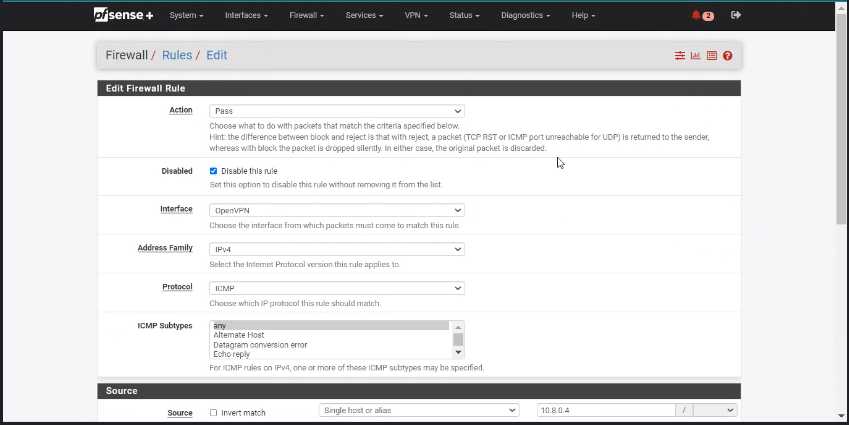 pfsense +
System Interfaces Firewall Services VPN Status Diagnostics Help 2
Firewall / Rules / Edit
Edit Firewall Rule
Action Pass
Choose what to do with packets that match the criteria specified below.
Hint: the difference between block and reject is that with reject, a packet (TCP RST or ICMP port unreachable for UDP) is returned to the sender,
whereas with block the packet is dropped silently. In either case, the original packet is discarded.
Disabled Disable this rule
Set this option to disable this rule without removing it from the list.
Interface OpenVPN
Choose the interface from which packets must come to match this rule.
Address Family IPv4
Select the Internet Protocol version this rule applies to.
Protocol ICMP
Choose which IP protocol this rule should match.
ICMP Subtypes any
Alternate Host
Datagram conversion error
Echo reply
For ICMP rules on IPv4, one or more of these ICMP subtypes may be specified.
Source
Source Invert match Single host or alias 10.8.0.4 /